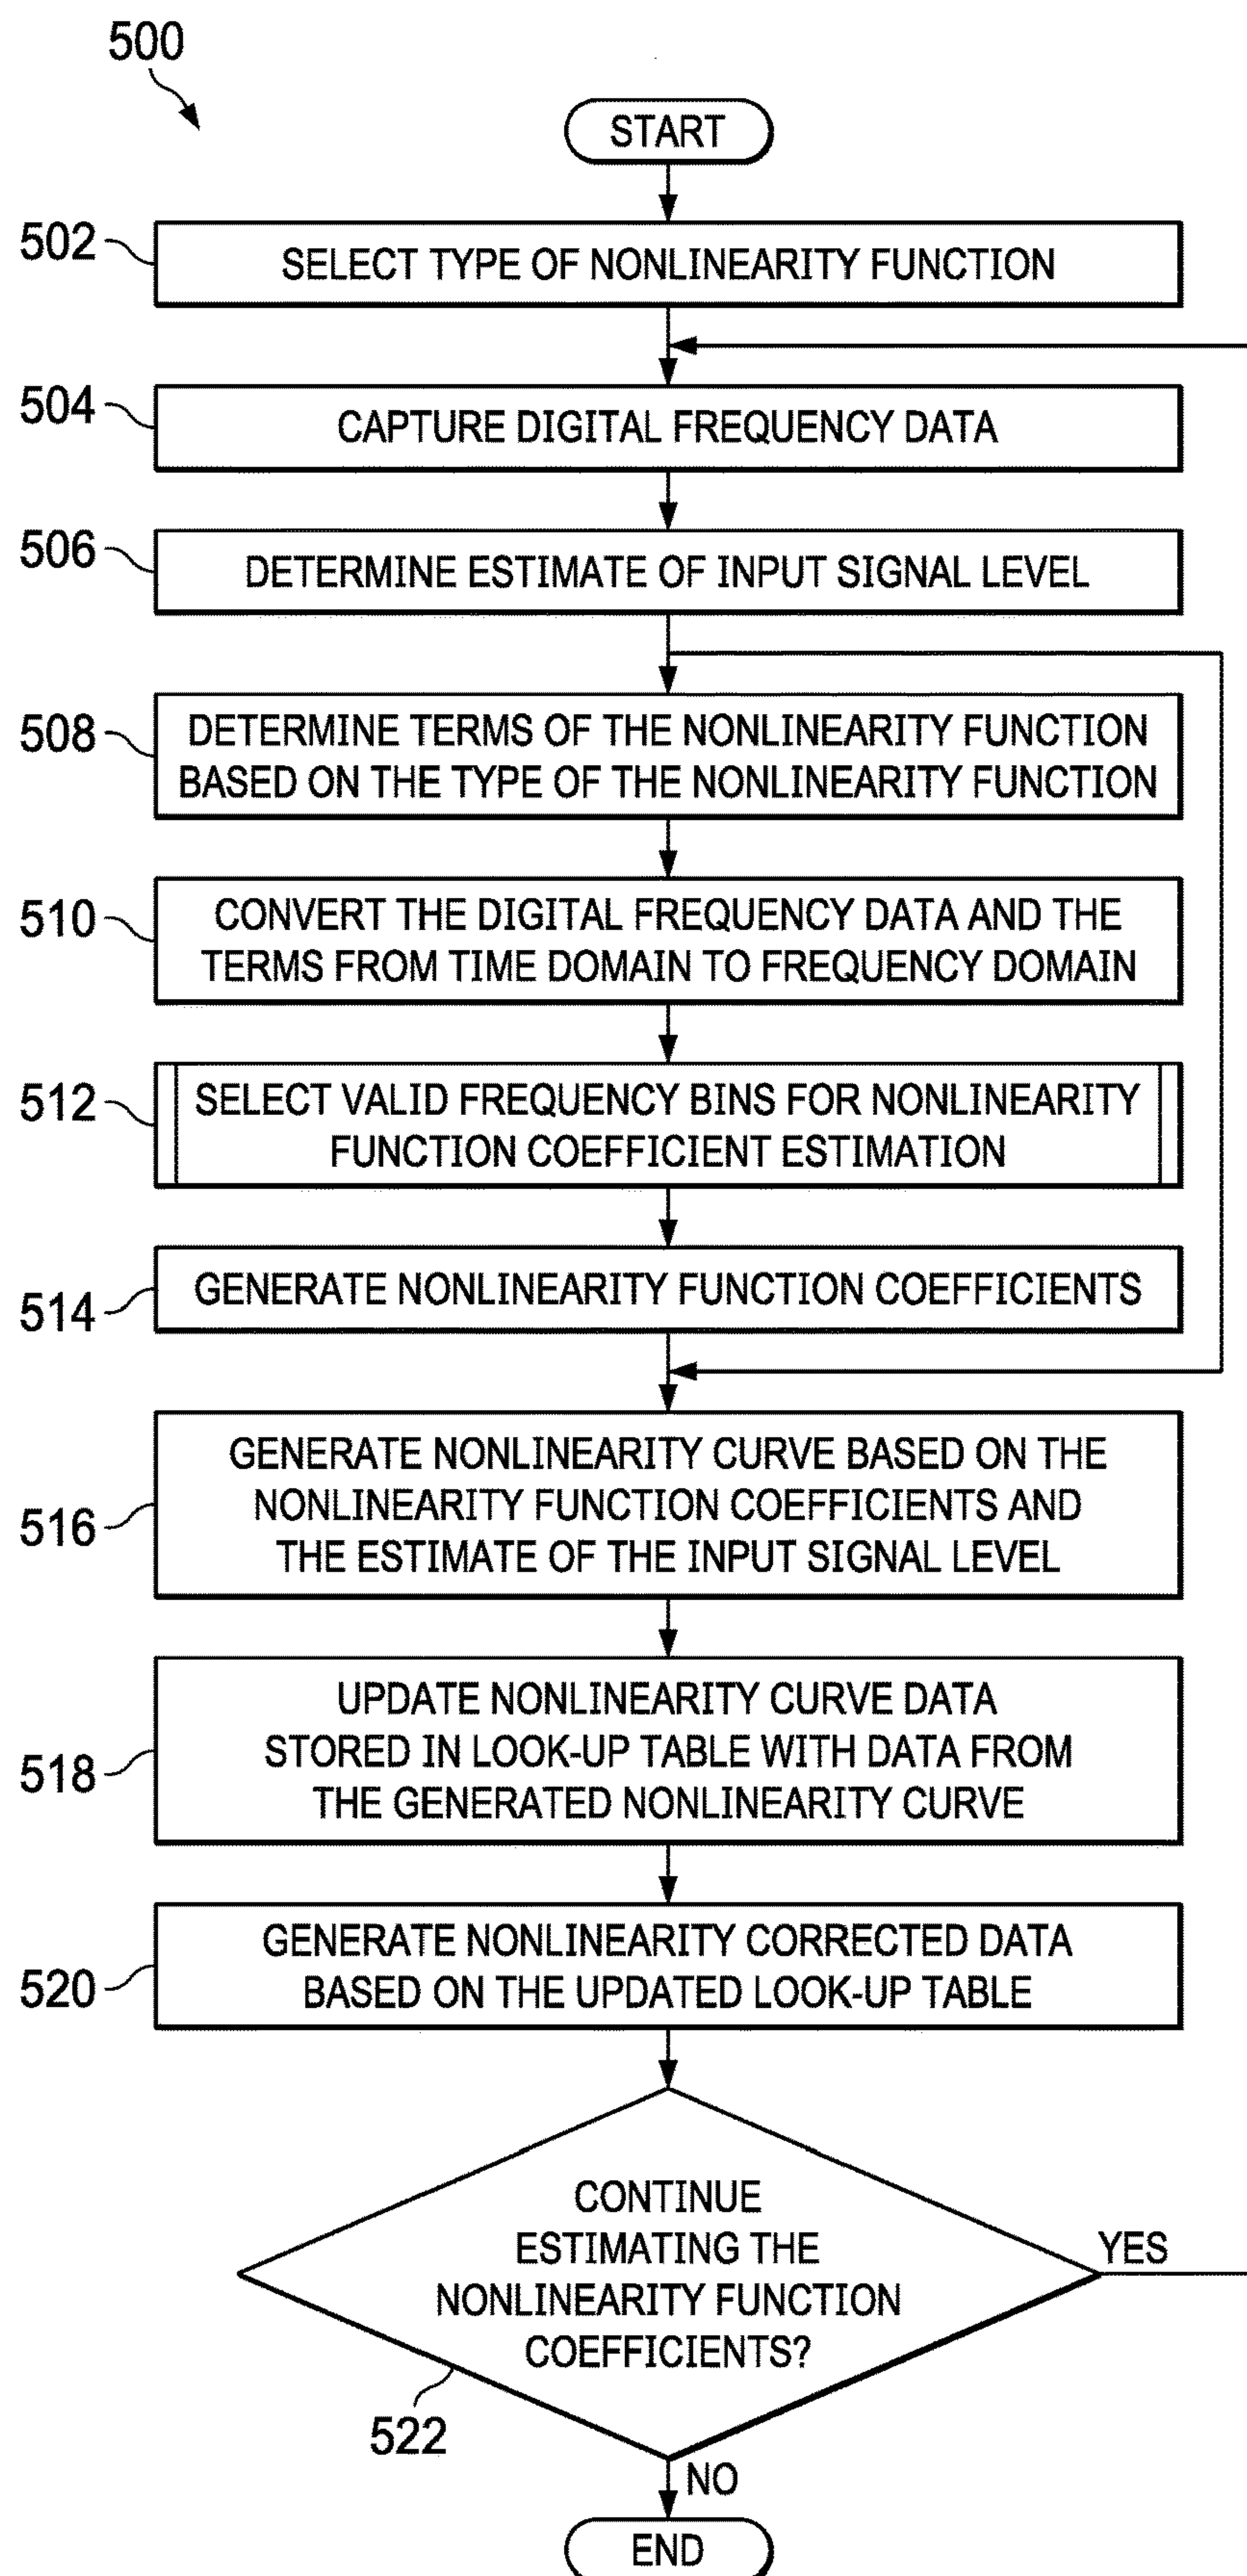 500
START
502
SELECT TYPE OF NONLINEARITY FUNCTION
504
CAPTURE DIGITAL FREQUENCY DATA
506
DETERMINE ESTIMATE OF INPUT SIGNAL LEVEL
508
DETERMINE TERMS OF THE NONLINEARITY FUNCTION
BASED ON THE TYPE OF THE NONLINEARITY FUNCTION
510
CONVERT THE DIGITAL FREQUENCY DATA AND THE
TERMS FROM TIME DOMAIN TO FREQUENCY DOMAIN
512
SELECT VALID FREQUENCY BINS FOR NONLINEARITY
FUNCTION COEFFICIENT ESTIMATION
514
GENERATE NONLINEARITY FUNCTION COEFFICIENTS
516
GENERATE NONLINEARITY CURVE BASED ON THE
NONLINEARITY FUNCTION COEFFICIENTS AND
THE ESTIMATE OF THE INPUT SIGNAL LEVEL
518
UPDATE NONLINEARITY CURVE DATA
STORED IN LOOK-UP TABLE WITH DATA FROM
THE GENERATED NONLINEARITY CURVE
520
GENERATE NONLINEARITY CORRECTED DATA
BASED ON THE UPDATED LOOK-UP TABLE
CONTINUE
ESTIMATING THE
NONLINEARITY FUNCTION
COEFFICIENTS?
YES
522
NO
END